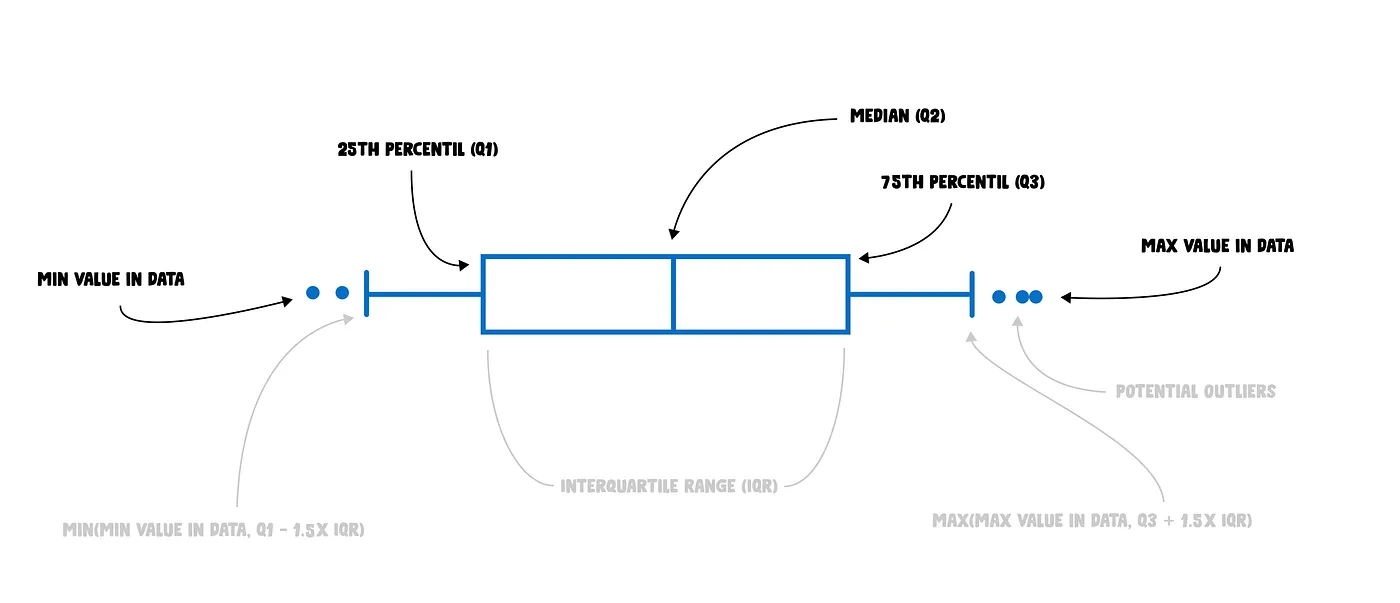 MEDIAN (Q2)
25TH PERCENTIL (Q1)
75TH PERCENTIL (Q3)
MAX VALUE IN DATA
MIN VALUE IN DATA
POTENTIAL OUTLIERS
INTERQUARTILE RANGE (IQR)
MAX(MAX VALUE IN DATA, Q3 + 1.5X IQR)
MIN(MIN VALUE IN DATA, Q1 - 1.5X IQR)